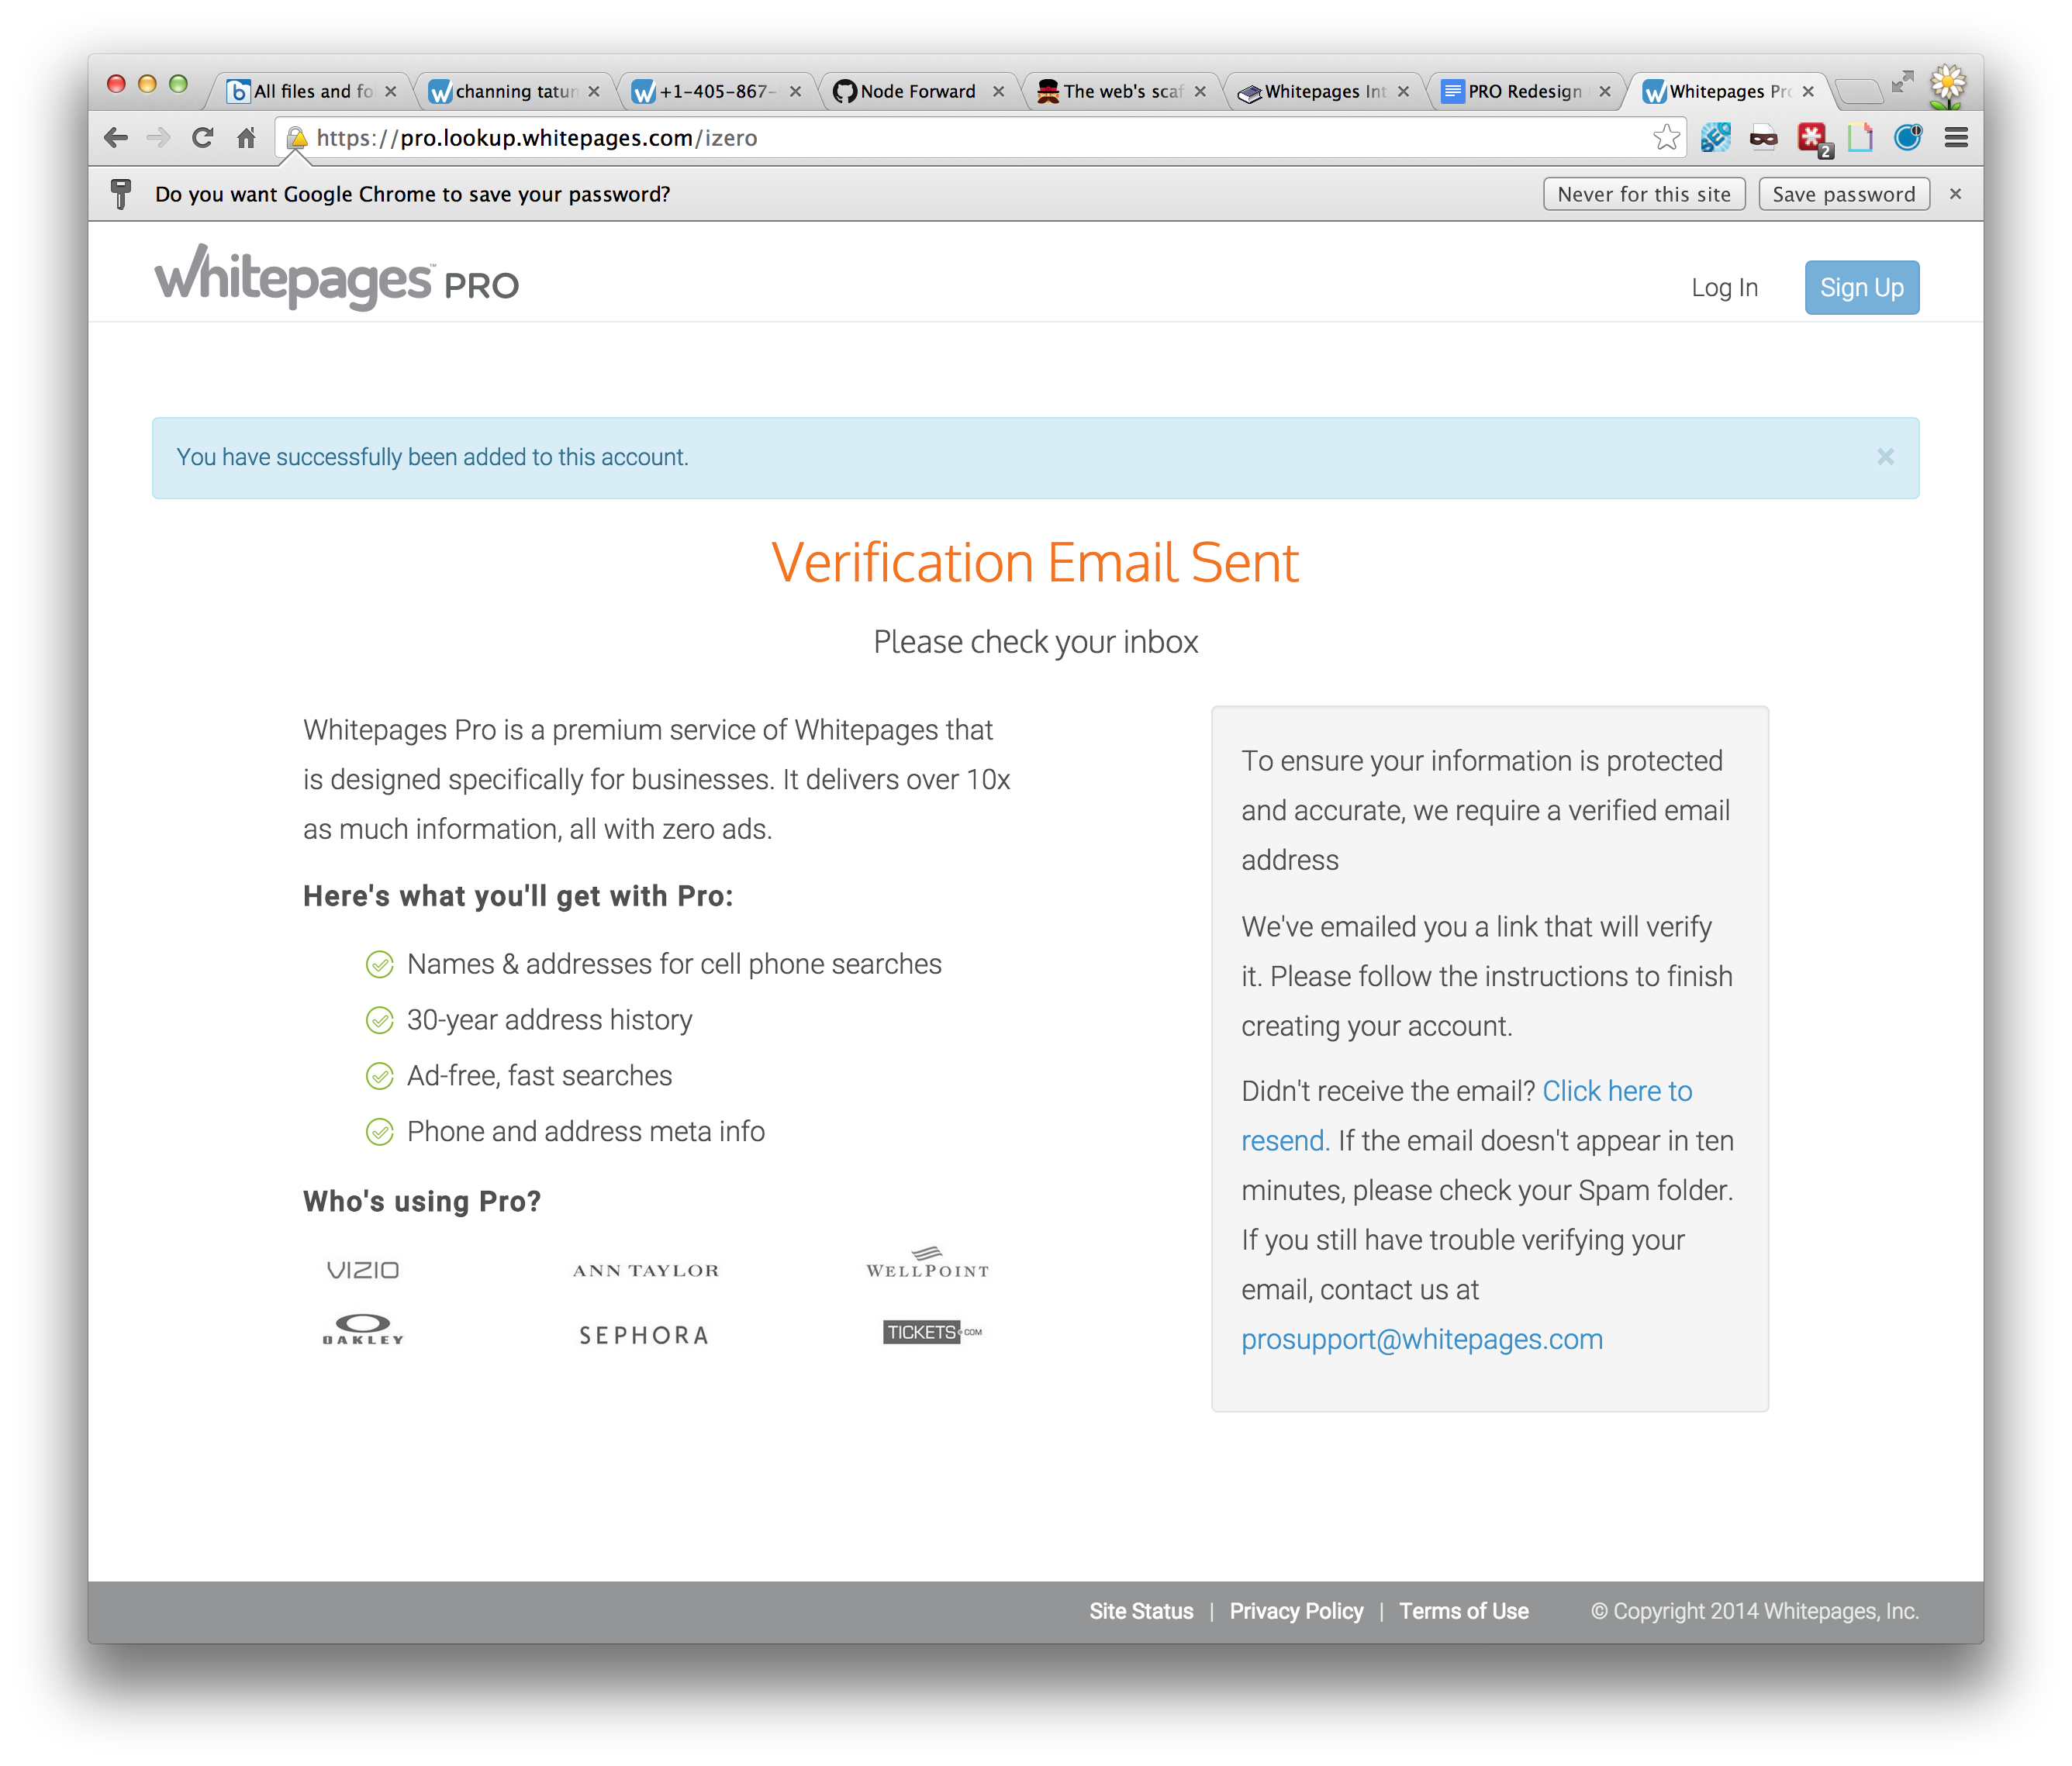 All files and fo
channing tatun
+1-405-867-
Node Forward
The web's scaf
Whitepages Int
PRO Redesign
Whitepages Pro
https://pro.lookup.whitepages.com/izero
2
Do you want Google Chrome to save your password?
Never for this site
Save password
whitepages PRO
Log In
Sign Up
You have successfully been added to this account.
Verification Email Sent
Please check your inbox
Whitepages Pro is a premium service of Whitepages that
is designed specifically for businesses. It delivers over 10x
as much information, all with zero ads.
Here's what you'll get with Pro:
Names & addresses for cell phone searches
30-year address history
Ad-free, fast searches
Phone and address meta info
Who's using Pro?
VIZIO
ANN TAYLOR
WELLPOINT
OAKLEY
SEPHORA
TICKETS.COM
To ensure your information is protected
and accurate, we require a verified email
address
We've emailed you a link that will verify
it. Please follow the instructions to finish
creating your account.
Didn't receive the email? Click here to
resend. If the email doesn't appear in ten
minutes, please check your Spam folder.
If you still have trouble verifying your
email, contact us at
prosupport@whitepages.com
Site Status | Privacy Policy | Terms of Use
© Copyright 2014 Whitepages, Inc.